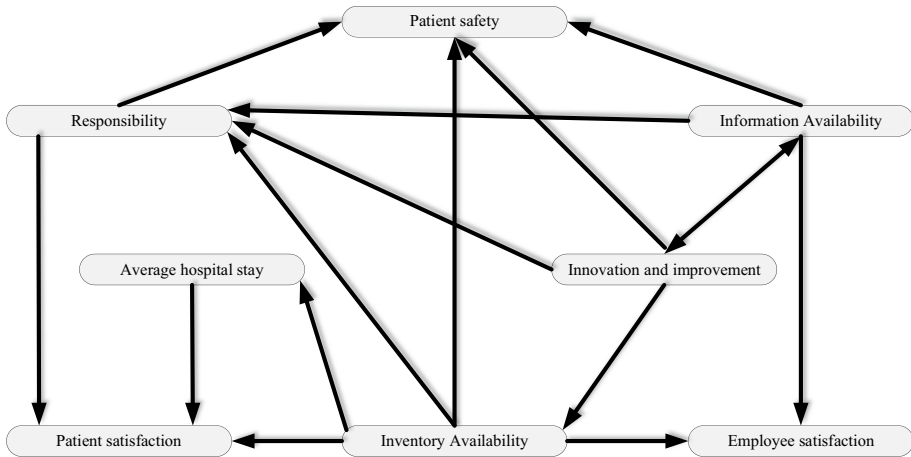 Patient safety
Responsibility
Information Availability
Average hospital stay
Innovation and improvement
Patient satisfaction
Inventory Availability
Employee satisfaction